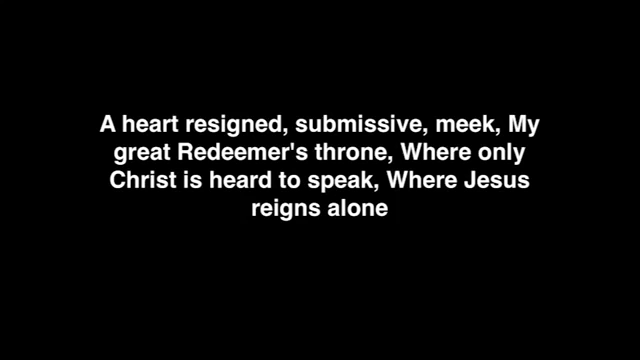 A heart resigned, submissive, meek, My
great Redeemer's throne, Where only
Christ is heard to speak, Where Jesus
reigns alone